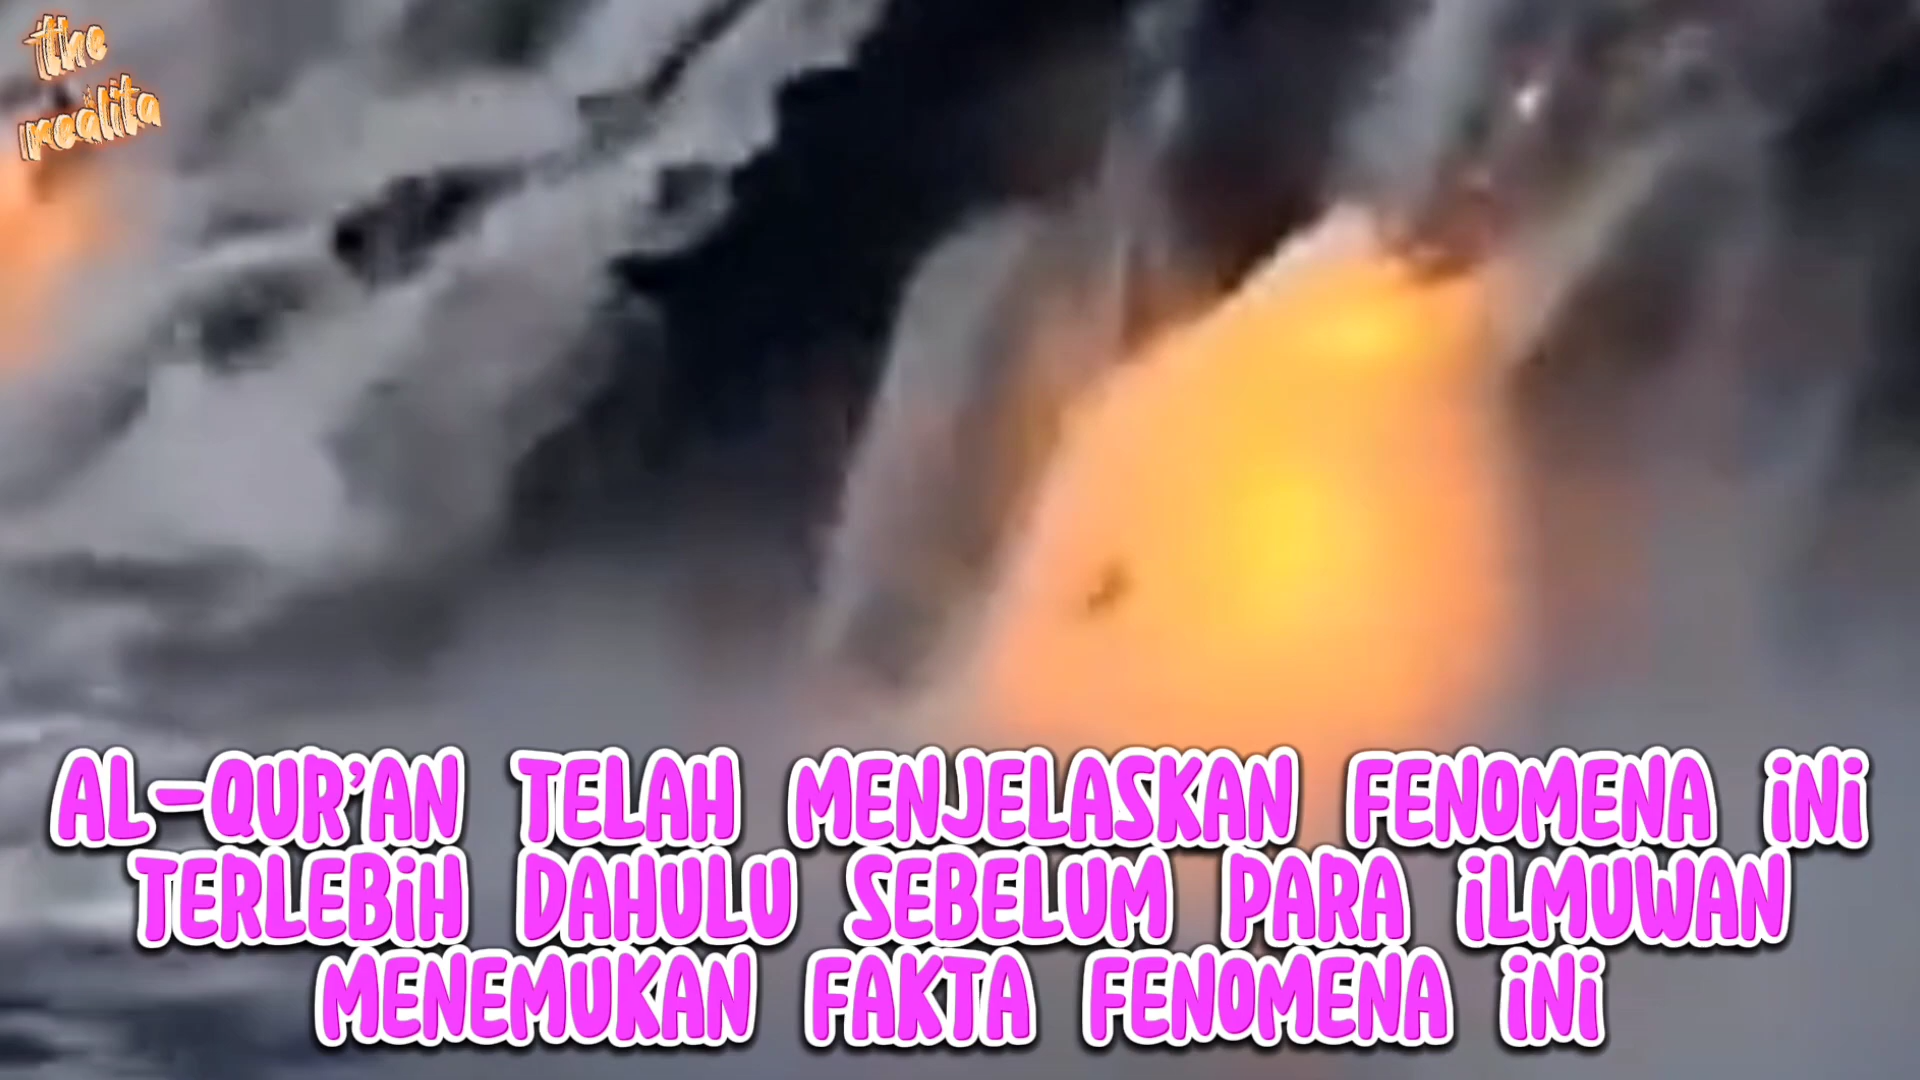 the
realita
AL-QUR'AN TELAH MENJELASKAN FENOMENA iNi
TERLEBiH DAHULU SEBELUM PARA iLMUWAN
MENEMUKAN FAKTA FENOMENA iNi